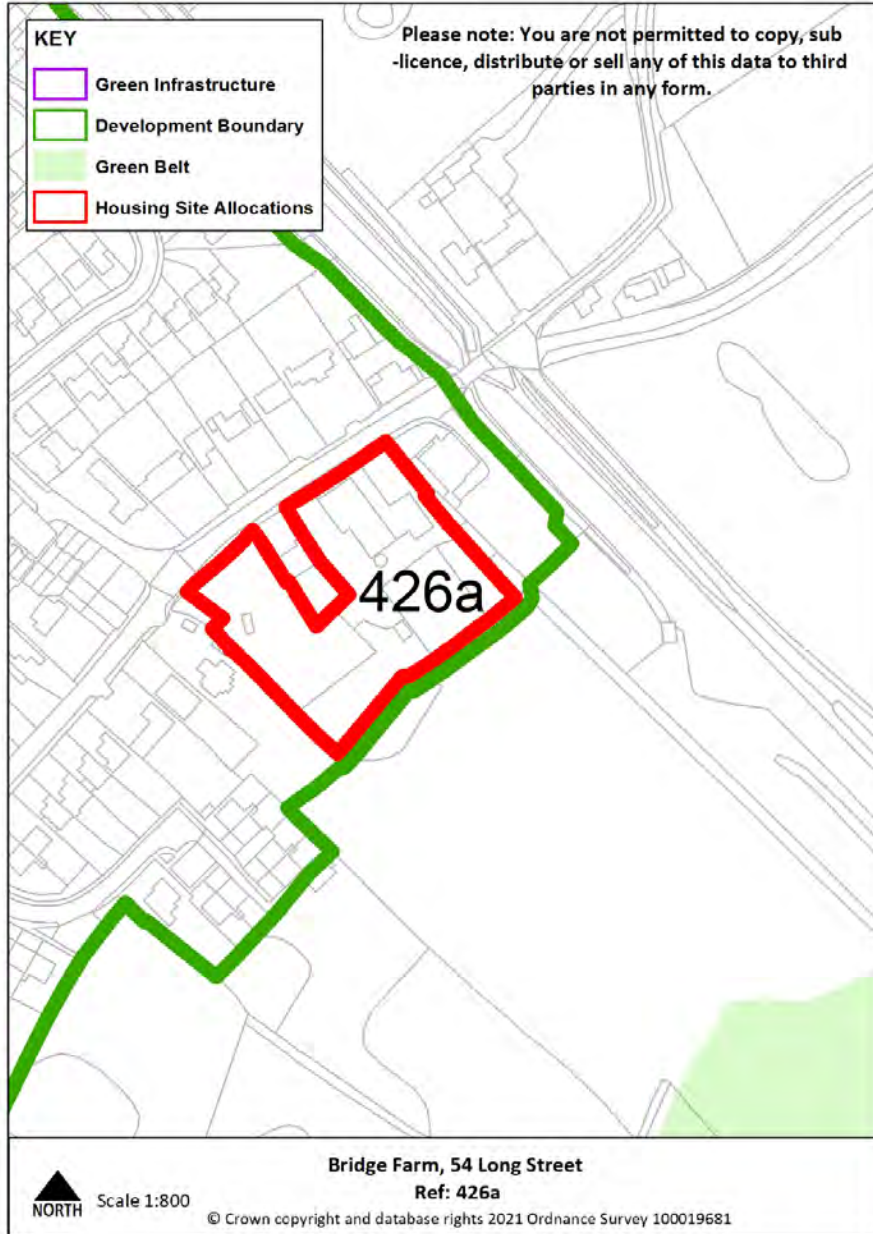 KEY
Green Infrastructure
Development Boundary
Green Belt
Housing Site Allocations
Please note: You are not permitted to copy, sub
-licence, distribute or sell any of this data to third
parties in any form.
426a
NORTH
Scale 1:800
Bridge Farm, 54 Long Street
Ref: 426a
© Crown copyright and database rights 2021 Ordnance Survey 100019681